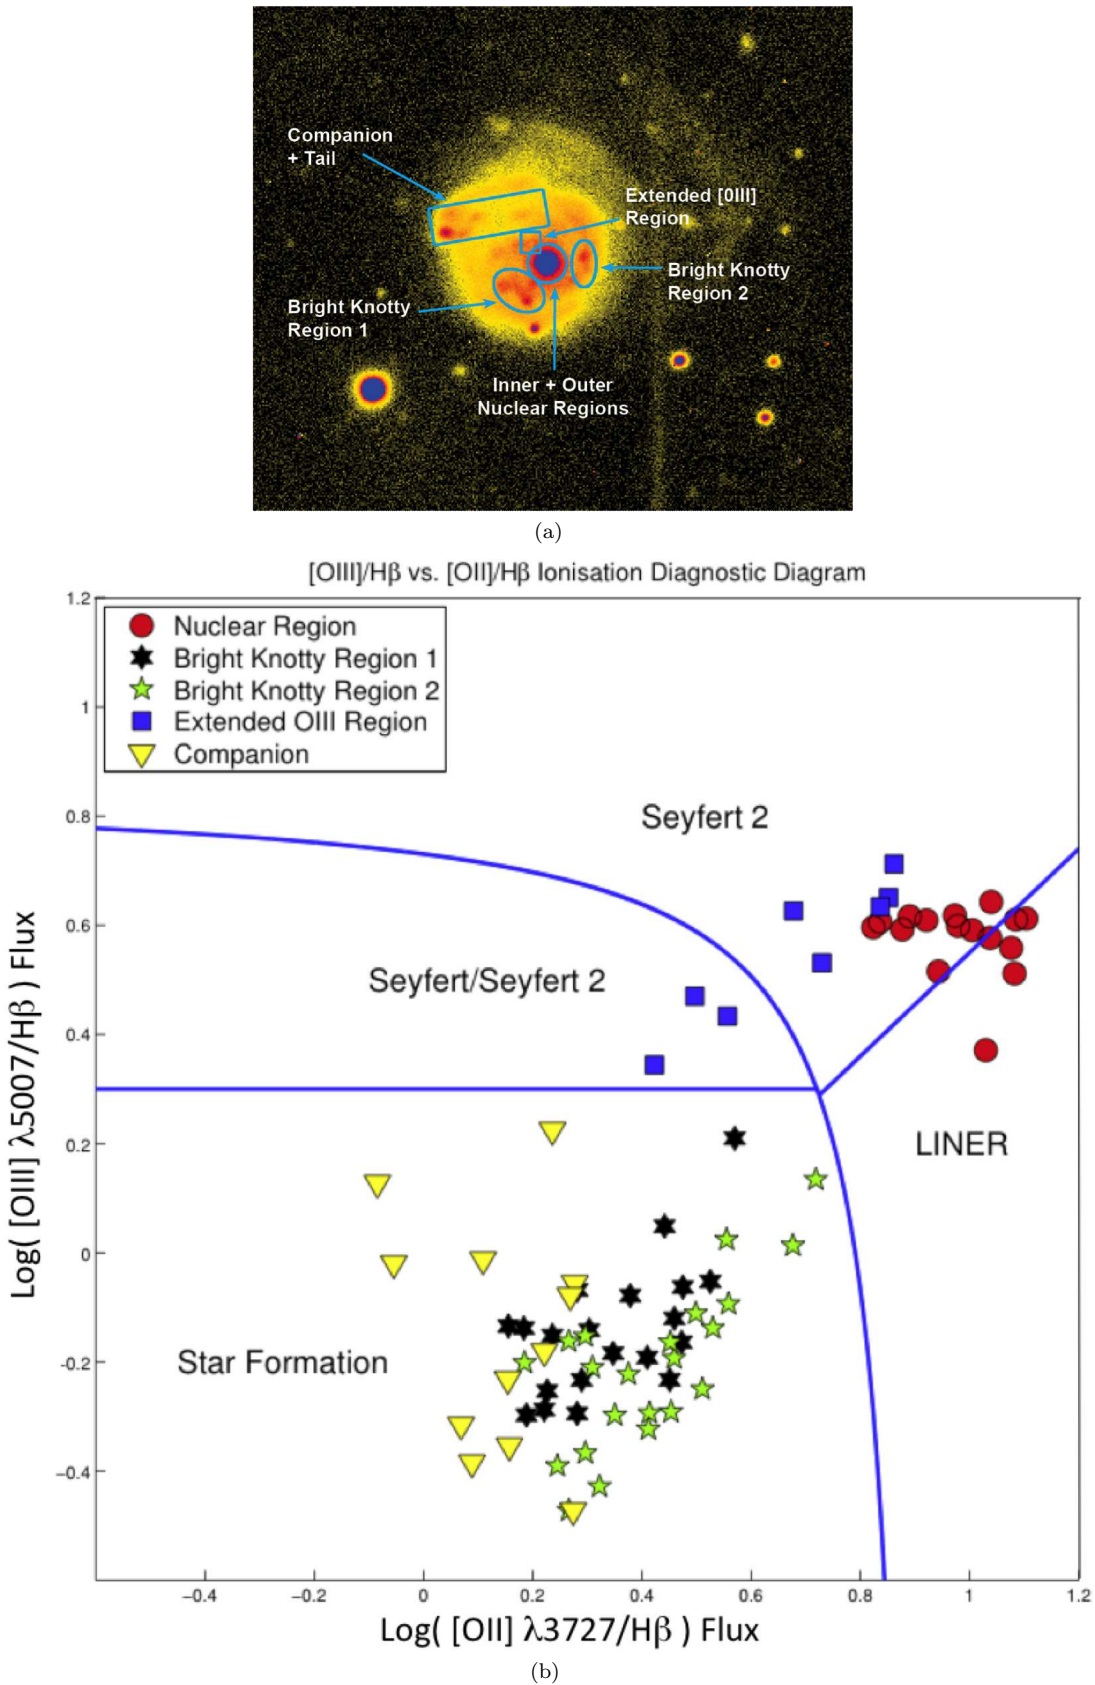 Companion
+ Tail
Extended [0III]
Region
Bright Knotty
Region 2
Bright Knotty
Region 1
Inner + Outer
Nuclear Regions
(a)
[OIII]/Hβ vs. [OII]/Hβ Ionisation Diagnostic Diagram
Nuclear Region
Bright Knotty Region 1
Bright Knotty Region 2
Extended OIII Region
Companion
1.2
1
0.8
0.6
0.4
0.2
0
-0.2
-0.4
Seyfert 2
Seyfert/Seyfert 2
LINER
Star Formation
Log( [OIII] λ5007/Hβ ) Flux
-0.4
-0.2
0
0.2
0.4
0.6
0.8
1
1.2
Log( [OII] λ3727/Hβ ) Flux
(b)